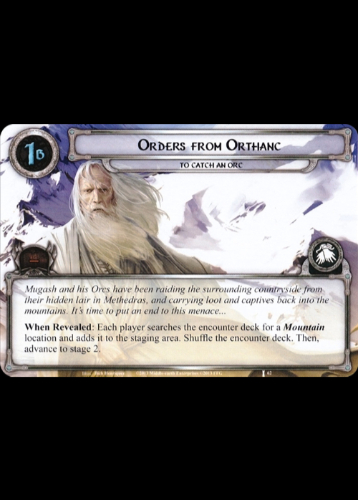 1B
ORDERS FROM ORTHANC
TO CATCH AN ORC
Mugash and his Orcs have been raiding the surrounding countryside from
their hidden lair in Methedras, and carrying loot and captives back into the
mountains. It's time to put an end to this menace...
When Revealed: Each player searches the encounter deck for a Mountain
location and adds it to the staging area. Shuffle the encounter deck. Then,
advance to stage 2.